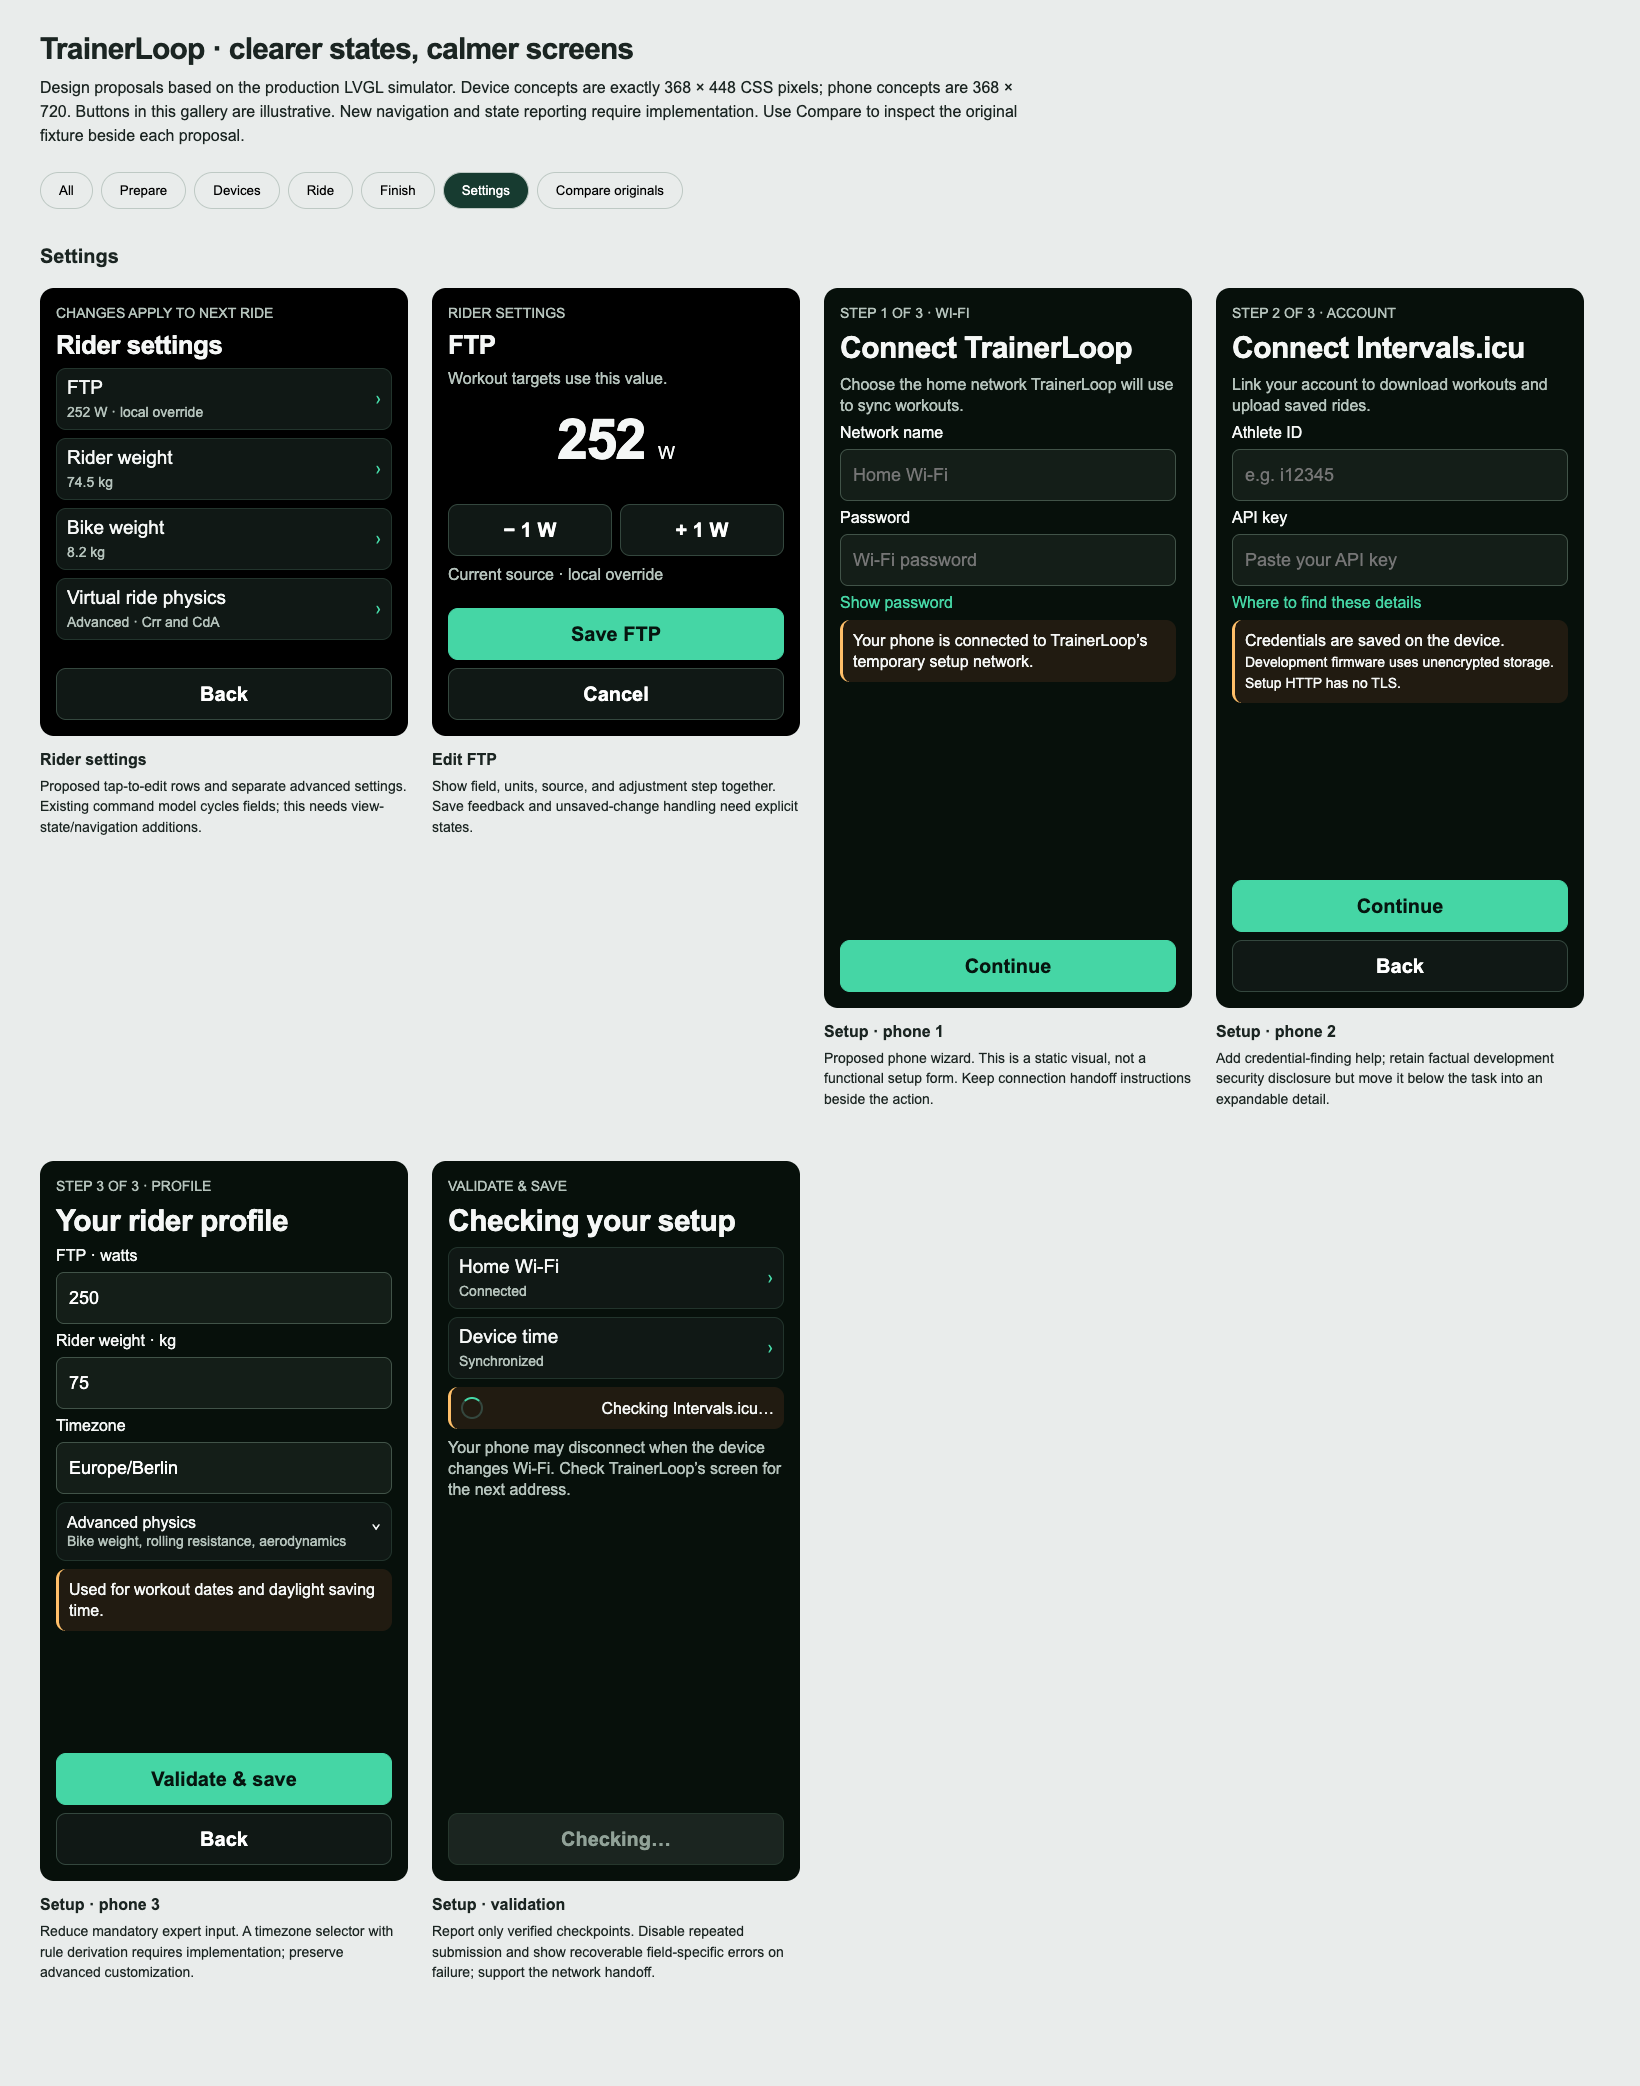 TrainerLoop · clearer states, calmer screens
Design proposals based on the production LVGL simulator. Device concepts are exactly 368 × 448 CSS pixels; phone concepts are 368 ×
720. Buttons in this gallery are illustrative. New navigation and state reporting require implementation. Use Compare to inspect the original
fixture beside each proposal.
All
Prepare
Devices
Ride
Finish
Settings
Compare originals
Settings
CHANGES APPLY TO NEXT RIDE
Rider settings
FTP
252 W · local override
›
Rider weight
74.5 kg
›
Bike weight
8.2 kg
›
Virtual ride physics
Advanced · Crr and CdA
›
Back
Rider settings
Proposed tap-to-edit rows and separate advanced settings.
Existing command model cycles fields; this needs view-
state/navigation additions.
RIDER SETTINGS
FTP
Workout targets use this value.
252 W
− 1 W
+ 1 W
Current source · local override
Save FTP
Cancel
Edit FTP
Show field, units, source, and adjustment step together.
Save feedback and unsaved-change handling need explicit
states.
STEP 1 OF 3 · WI-FI
Connect TrainerLoop
Choose the home network TrainerLoop will use
to sync workouts.
Network name
Home Wi-Fi
Password
Wi-Fi password
Show password
Your phone is connected to TrainerLoop’s
temporary setup network.
Continue
Setup · phone 1
Proposed phone wizard. This is a static visual, not a
functional setup form. Keep connection handoff instructions
beside the action.
STEP 2 OF 3 · ACCOUNT
Connect Intervals.icu
Link your account to download workouts and
upload saved rides.
Athlete ID
e.g. i12345
API key
Paste your API key
Where to find these details
Credentials are saved on the device.
Development firmware uses unencrypted storage.
Setup HTTP has no TLS.
Continue
Back
Setup · phone 2
Add credential-finding help; retain factual development
security disclosure but move it below the task into an
expandable detail.
STEP 3 OF 3 · PROFILE
Your rider profile
FTP · watts
250
Rider weight · kg
75
Timezone
Europe/Berlin
Advanced physics
Bike weight, rolling resistance, aerodynamics
Used for workout dates and daylight saving
time.
Validate & save
Back
Setup · phone 3
Reduce mandatory expert input. A timezone selector with
rule derivation requires implementation; preserve
advanced customization.
VALIDATE & SAVE
Checking your setup
Home Wi-Fi
Connected
›
Device time
Synchronized
›
Checking Intervals.icu…
Your phone may disconnect when the device
changes Wi-Fi. Check TrainerLoop’s screen for
the next address.
Checking…
Setup · validation
Report only verified checkpoints. Disable repeated
submission and show recoverable field-specific errors on
failure; support the network handoff.